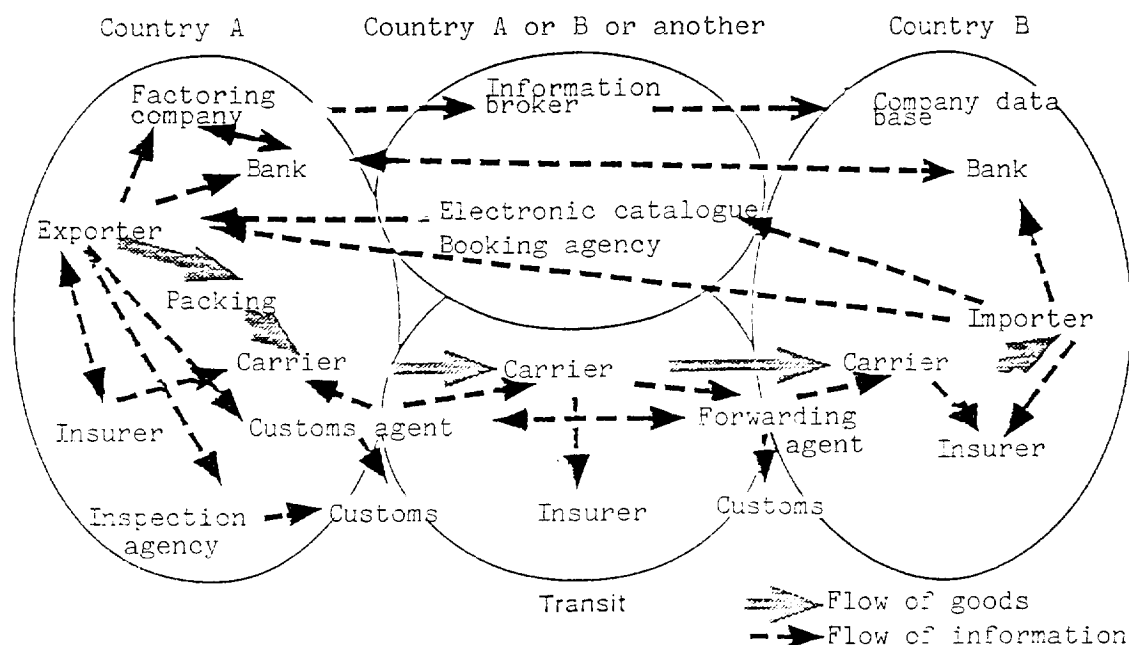 Country A
Country A or B or another
Country B
Factoring
company
Information
broker
Company data
base
Bank
Bank
Electronic catalogue
Exporter
Booking agency
Packing
Importer
Carrier
Carrier
Carrier
Insurer
Customs agent
Forwarding
agent
Insurer
Inspection
agency
Customs
Insurer
Customs
Transit
Flow of goods
Flow of information